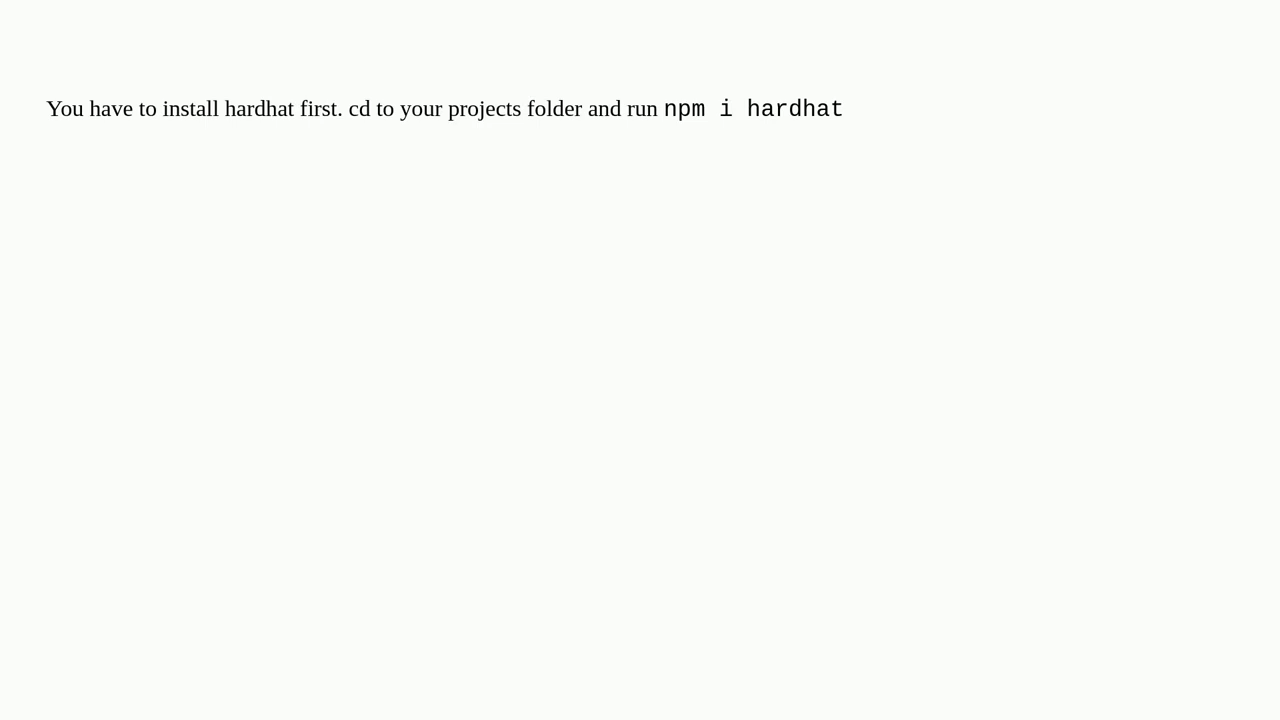 You have to install hardhat first. cd to your projects folder and run npm i hardhat